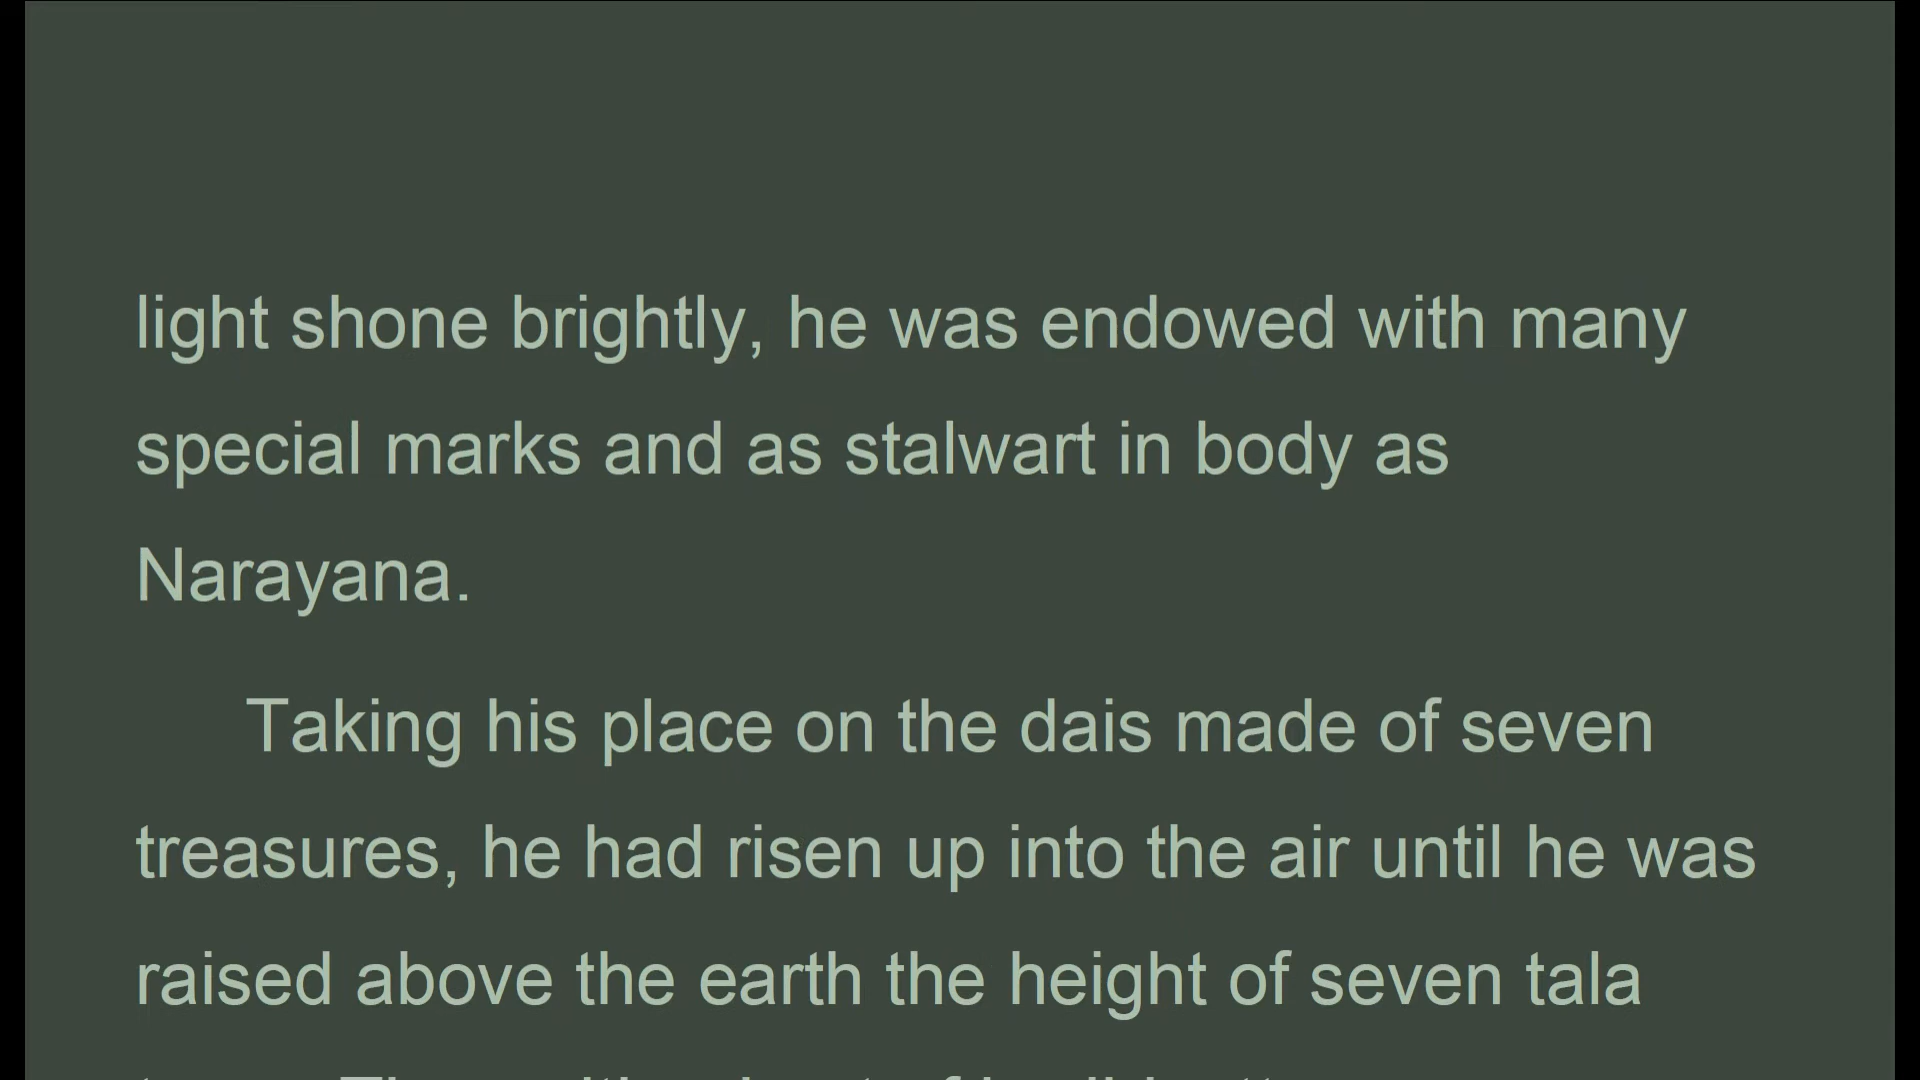 light shone brightly, he was endowed with many
special marks and as stalwart in body as
Narayana.
Taking his place on the dais made of seven
treasures, he had risen up into the air until he was
raised above the earth the height of seven tala